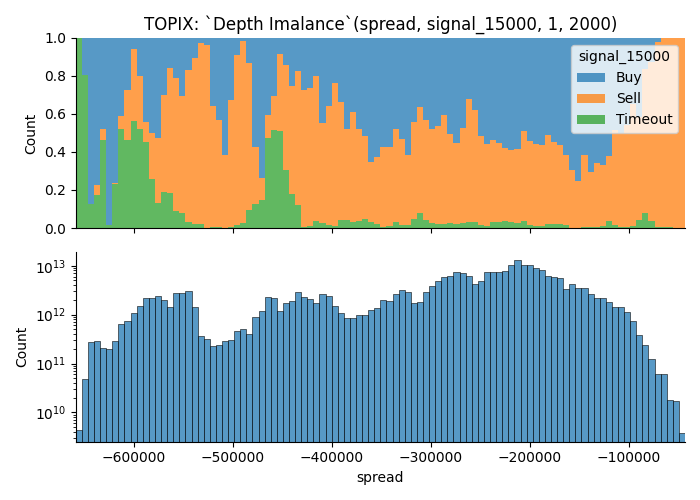 TOPIX: `Depth Imalance`(spread, signal_15000, 1, 2000)
1.0
0.8
0.6
0.4
0.2
0.0
Count
signal_15000
Buy
Sell
Timeout
10^13
10^12
10^11
10^10
Count
−600000 −500000 −400000 −300000 −200000 −100000
spread